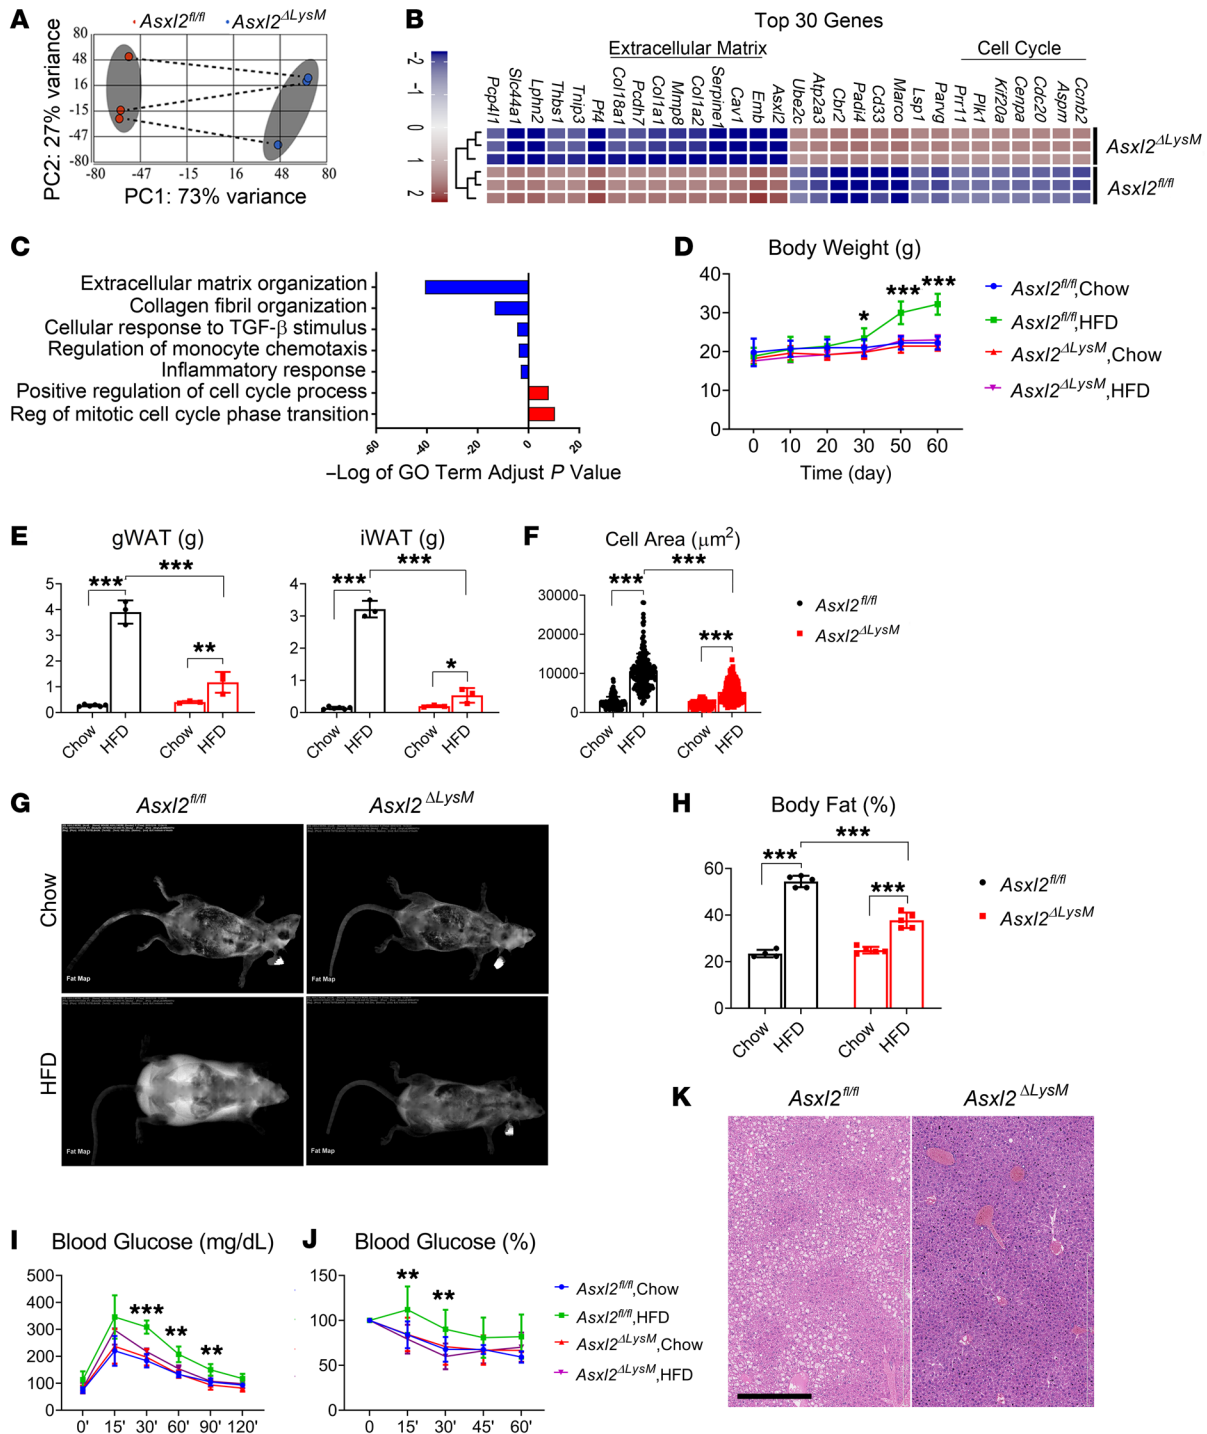 A
Asxl2fl/fl
Asxl2ΔLysM
PC2: 27% variance
80
48
16
-15
-47
-80
-80
-47
-15
16
48
80
PC1: 73% variance
B
Top 30 Genes
Extracellular Matrix
Cell Cycle
-2
-1
0
1
2
Pcp4l1
Slc44a1
Lphn2
Thbs1
Tnip3
Pf4
Col18a1
Pcdh7
Col1a1
Mmp8
Col1a2
Serpine1
Cav1
Emb
Asxl2
Ube2c
Atp2a3
Cbr2
Padi4
Cd33
Marco
Lsp1
Parvg
Prr11
Plk1
Kif20a
Cenpa
Cdc20
Aspm
Ccnb2
Asxl2ΔLysM
Asxl2fl/fl
C
Extracellular matrix organization
Collagen fibril organization
Cellular response to TGF-β stimulus
Regulation of monocyte chemotaxis
Inflammatory response
Positive regulation of cell cycle process
Reg of mitotic cell cycle phase transition
-60
-40
-20
0
20
–Log of GO Term Adjust P Value
D
Body Weight (g)
40
30
20
10
0
* *** ***
0 10 20 30 50 60
Time (day)
Asxl2fl/fl,Chow
Asxl2fl/fl,HFD
Asxl2ΔLysM,Chow
Asxl2ΔLysM,HFD
E
gWAT (g)
***
***
**
5
4
3
2
1
0
Chow
HFD
Chow
HFD
iWAT (g)
***
***
*
4
3
2
1
0
Chow
HFD
Chow
HFD
F
Cell Area (μm2)
***
***
***
30000
20000
10000
0
Chow
HFD
Chow
HFD
Asxl2fl/fl
Asxl2ΔLysM
G
Asxl2fl/fl
Asxl2ΔLysM
Chow
HFD
Fat Map
Fat Map
Fat Map
Fat Map
H
Body Fat (%)
***
***
***
60
40
20
0
Chow
HFD
Chow
HFD
Asxl2fl/fl
Asxl2ΔLysM
I
Blood Glucose (mg/dL)
500
400
300
200
100
0
*** ** **
0' 15' 30' 60' 90' 120'
J
Blood Glucose (%)
150
100
50
0
** **
0 15' 30' 45' 60'
Asxl2fl/fl,Chow
Asxl2fl/fl,HFD
Asxl2ΔLysM,Chow
Asxl2ΔLysM,HFD
K
Asxl2fl/fl
Asxl2ΔLysM